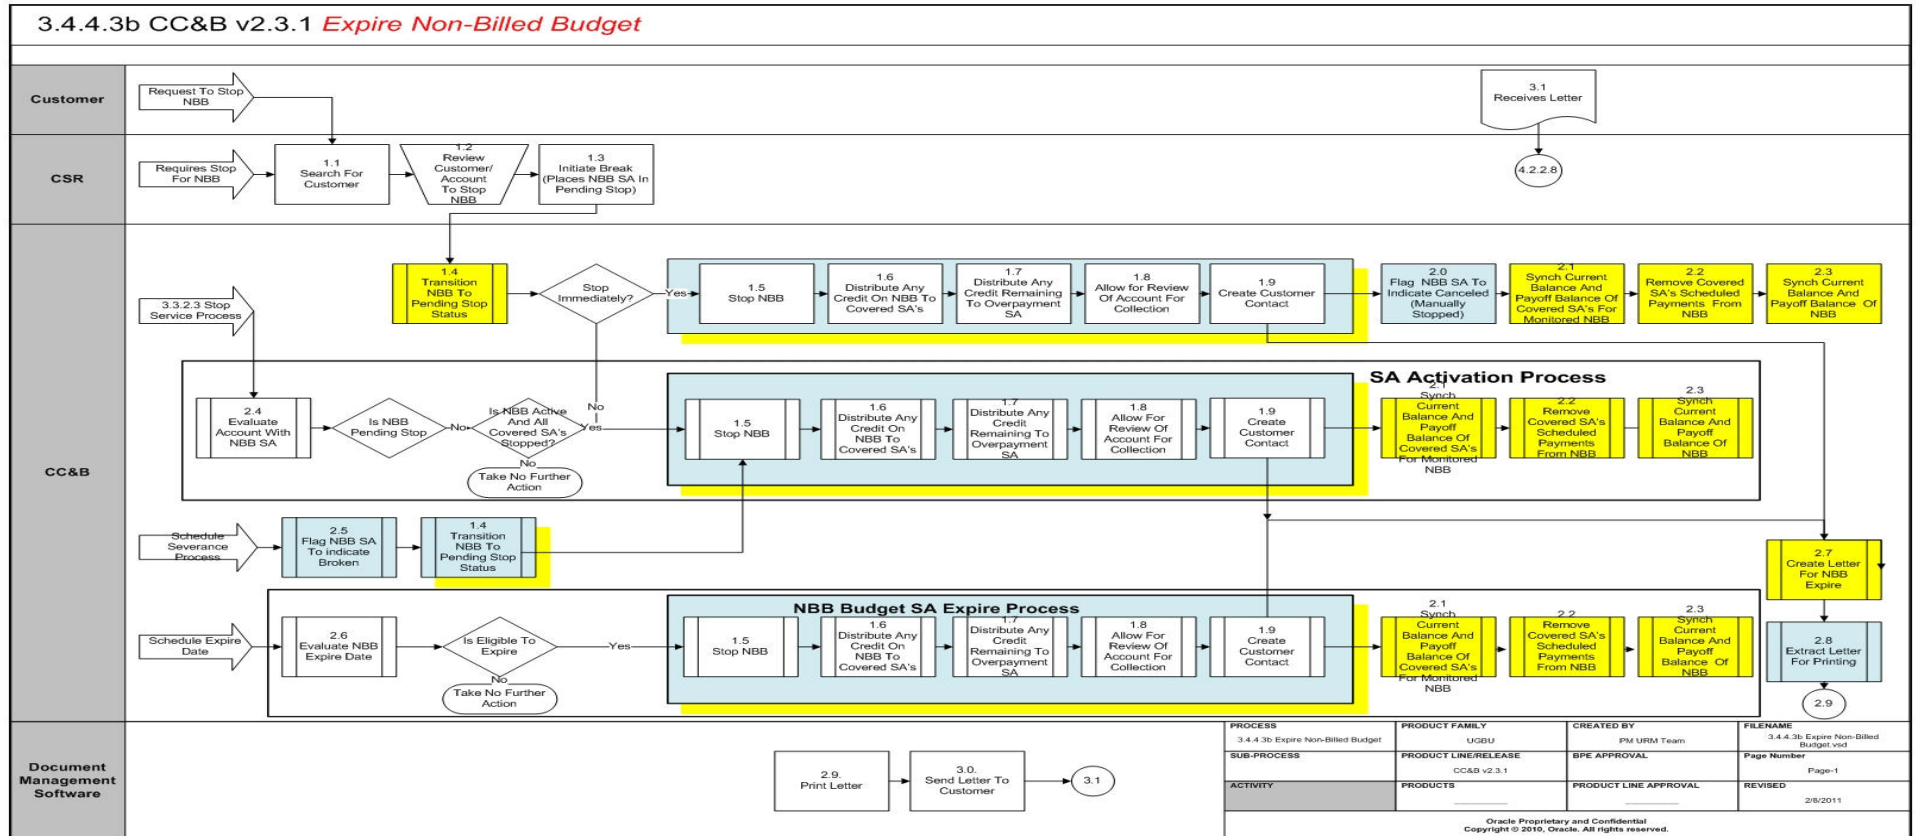 3.4.4.3b CC&B v2.3.1 Expire Non-Billed Budget
Customer
Request To Stop
NBB
3.1
Receives Letter
CSR
Requires Stop
For NBB
1.1
Search For
Customer
1.2
Review
Customer/
Account
To Stop
NBB
1.3
Initiate Break
(Places NBB SA In
Pending Stop)
4.2.2.8
CC&B
3.3.2.3 Stop
Service Process
1.4
Transition
NBB To
Pending Stop
Status
Stop
Immediately?
Yes
1.5
Stop NBB
1.6
Distribute Any
Credit On NBB To
Covered SA's
1.7
Distribute Any
Credit Remaining
To Overpayment
SA
1.8
Allow for Review
Of Account For
Collection
1.9
Create Customer
Contact
2.0
Flag NBB SA To
Indicate Canceled
(Manually
Stopped)
2.1
Synch Current
Balance And
Payoff Balance Of
Covered SA's For
Monitored NBB
2.2
Remove Covered
SA's Scheduled
Payments From
NBB
2.3
Synch Current
Balance And
Payoff Balance Of
NBB
SA Activation Process
2.4
Evaluate
Account With
NBB SA
Is NBB
Pending Stop
No
Is NBB Active
And All
Covered SA's
Stopped?
No
Yes
No
Take No Further
Action
1.5
Stop NBB
1.6
Distribute Any
Credit On
NBB To
Covered SA's
1.7
Distribute Any
Credit
Remaining To
Overpayment
SA
1.8
Allow For
Review Of
Account For
Collection
1.9
Create
Customer
Contact
2.1
Synch
Current
Balance And
Payoff
Balance Of
Covered SA's
For Monitored
NBB
2.2
Remove
Covered SA's
Scheduled
Payments
From NBB
2.3
Synch
Current
Balance And
Payoff
Balance Of
NBB
Schedule
Severance
Process
2.5
Flag NBB SA
To indicate
Broken
1.4
Transition
NBB To
Pending Stop
Status
2.7
Create Letter
For NBB
Expire
NBB Budget SA Expire Process
Schedule Expire
Date
2.6
Evaluate NBB
Expire Date
Is Eligible To
Expire
Yes
No
Take No Further
Action
1.5
Stop NBB
1.6
Distribute Any
Credit On
NBB To
Covered SA's
1.7
Distribute Any
Credit
Remaining To
Overpayment
SA
1.8
Allow For
Review Of
Account For
Collection
1.9
Create
Customer
Contact
2.1
Synch
Current
Balance And
Payoff
Balance Of
Covered SA's
For Monitored
NBB
2.2
Remove
Covered SA's
Scheduled
Payments
From NBB
2.3
Synch
Current
Balance And
Payoff
Balance Of
NBB
2.8
Extract Letter
For Printing
2.9
Document
Management
Software
2.9.
Print Letter
3.0.
Send Letter To
Customer
3.1
PROCESS
3.4.4.3b Expire Non-Billed Budget
PRODUCT FAMILY
UGBU
CREATED BY
PM URM Team
FILENAME
3.4.4.3b Expire Non-Billed
Budget.vsd
SUB-PROCESS
PRODUCT LINE/RELEASE
CC&B v2.3.1
BPE APPROVAL
Page Number
Page-1
ACTIVITY
PRODUCTS
PRODUCT LINE APPROVAL
REVISED
2/8/2011
Oracle Proprietary and Confidential
Copyright © 2010, Oracle. All rights reserved.